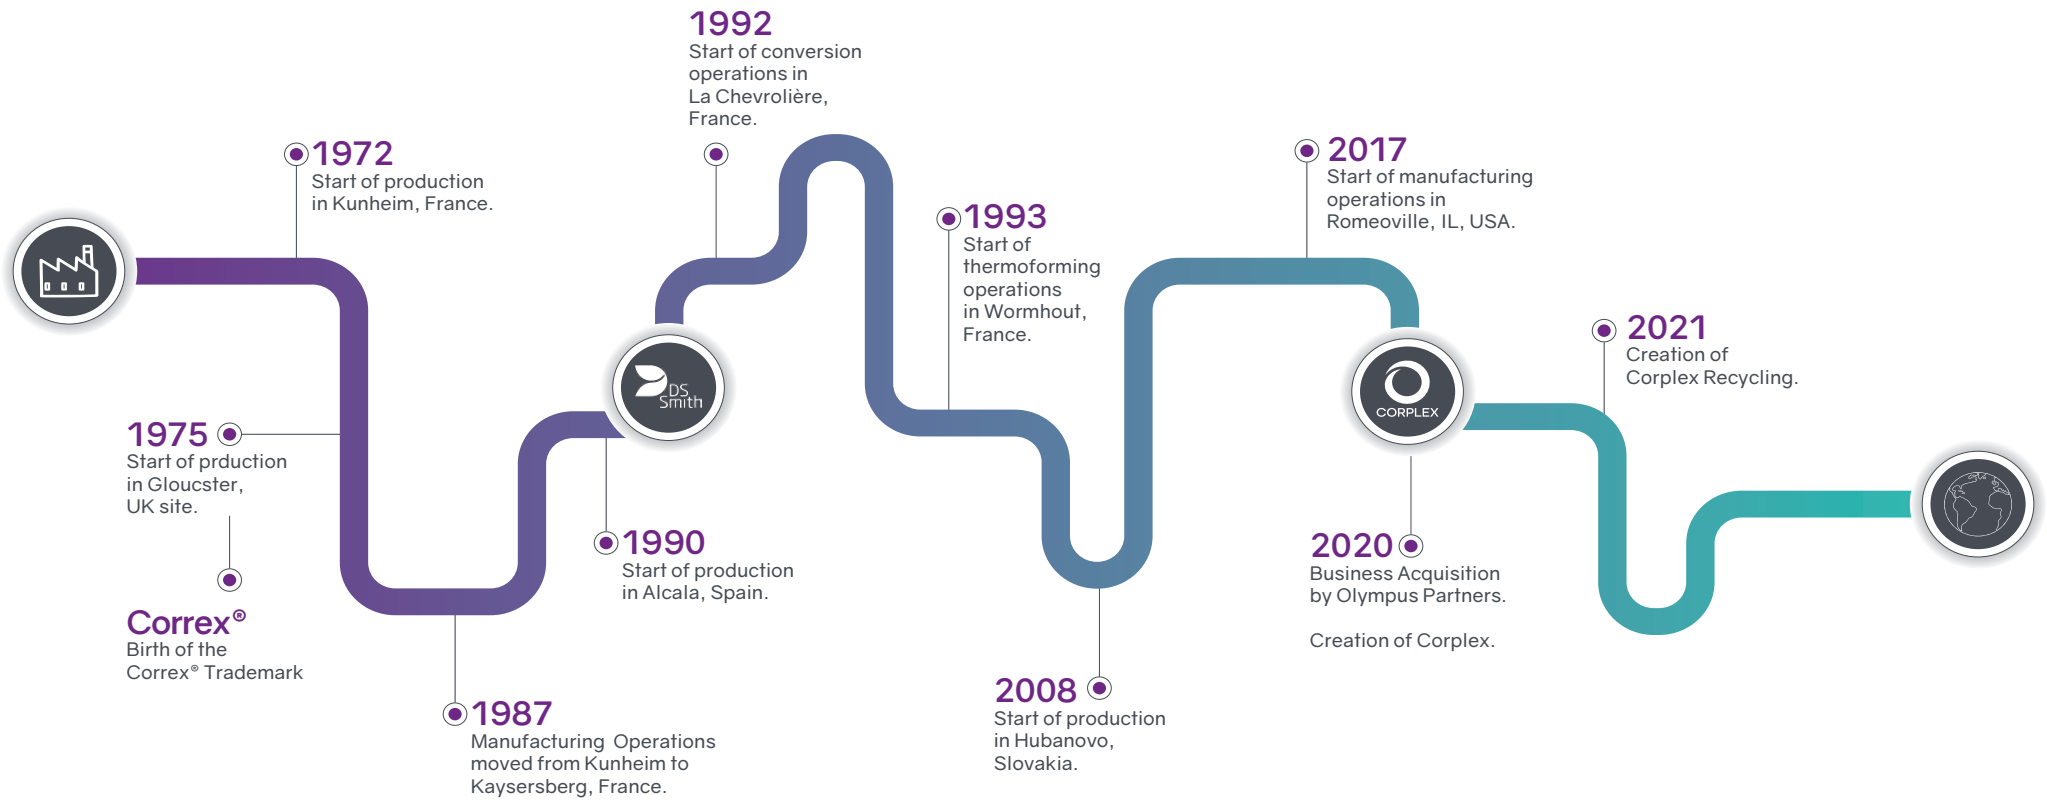 1972
Start of production
in Kunheim, France.
1975
Start of prduction
in Gloucster,
UK site.
Correx®
Birth of the
Correx® Trademark
1987
Manufacturing Operations
moved from Kunheim to
Kaysersberg, France.
1990
Start of production
in Alcala, Spain.
DS
Smith
1992
Start of conversion
operations in
La Chevrolière,
France.
1993
Start of
thermoforming
operations
in Wormhout,
France.
2008
Start of production
in Hubanovo,
Slovakia.
2017
Start of manufacturing
operations in
Romeoville, IL, USA.
CORPLEX
2020
Business Acquisition
by Olympus Partners.
Creation of Corplex.
2021
Creation of
Corplex Recycling.